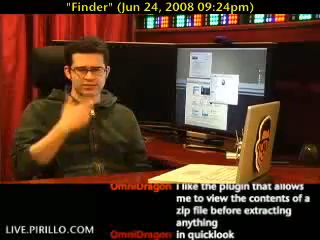 "Finder" (Jun 24, 2008 09:24pm)
LIVE.PIRILLO.COM
OmniDragon i like the plugin that allows
me to view the contents of a
zip file before extracting
anything
OmniDragon in quicklook